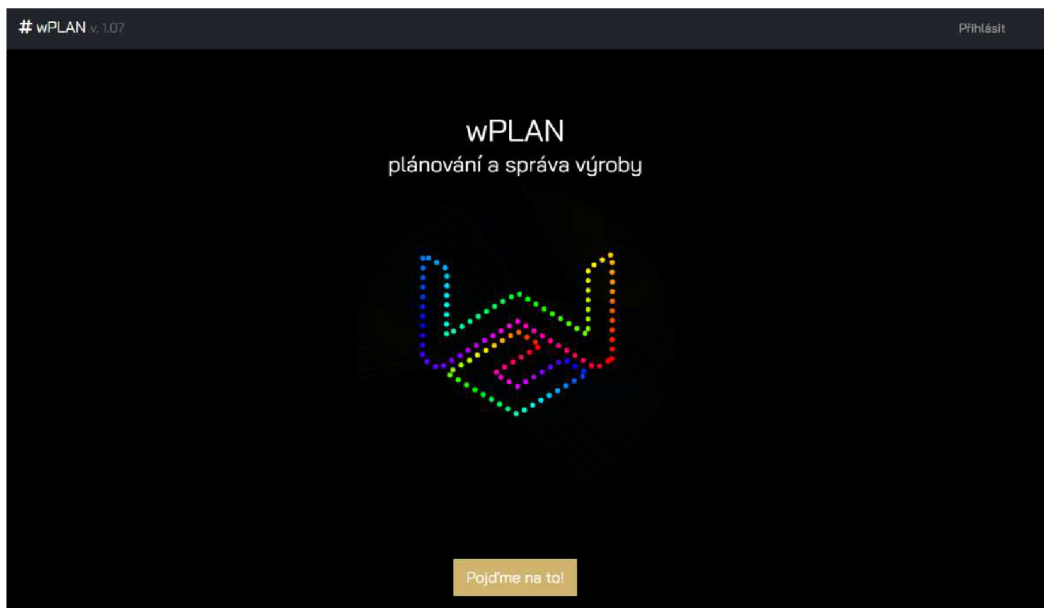 # wPLAN v. 1.07
Přihlásit
wPLAN
plánování a správa výroby
Pojďme na to!